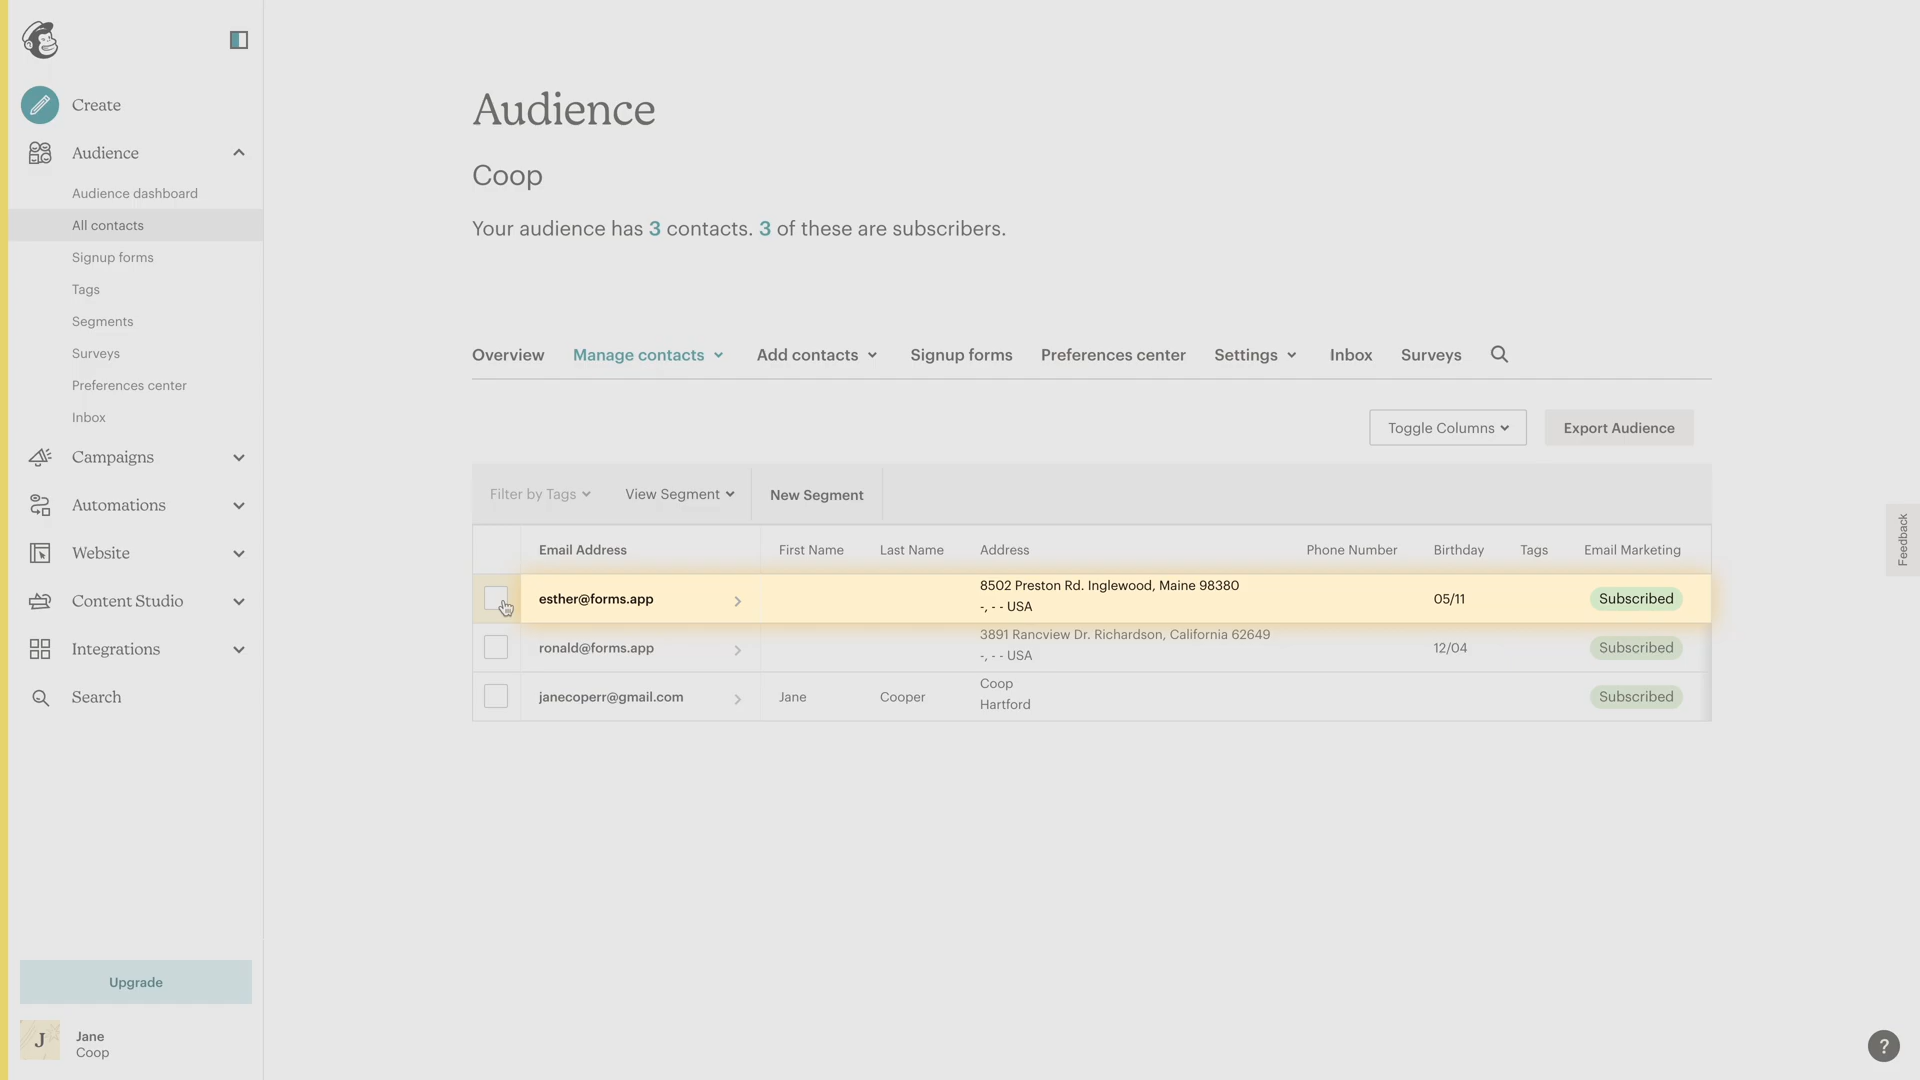 Create
Audience
Audience dashboard
All contacts
Signup forms
Tags
Segments
Surveys
Preferences center
Inbox
Campaigns
Automations
Website
Content Studio
Integrations
Search
Upgrade
J
Jane
Coop
Audience
Coop
Your audience has 3 contacts. 3 of these are subscribers.
Overview Manage contacts Add contacts Signup forms Preferences center Settings Inbox Surveys
Toggle Columns Export Audience
Filter by Tags View Segment New Segment
Email Address First Name Last Name Address Phone Number Birthday Tags Email Marketing
esther@forms.app 8502 Preston Rd. Inglewood, Maine 98380 05/11 Subscribed
-, - - USA
ronald@forms.app 3891 Rancview Dr. Richardson, California 62649 12/04 Subscribed
-, - - USA
janecoperr@gmail.com Jane Cooper Coop Subscribed
Hartford
Feedback
?